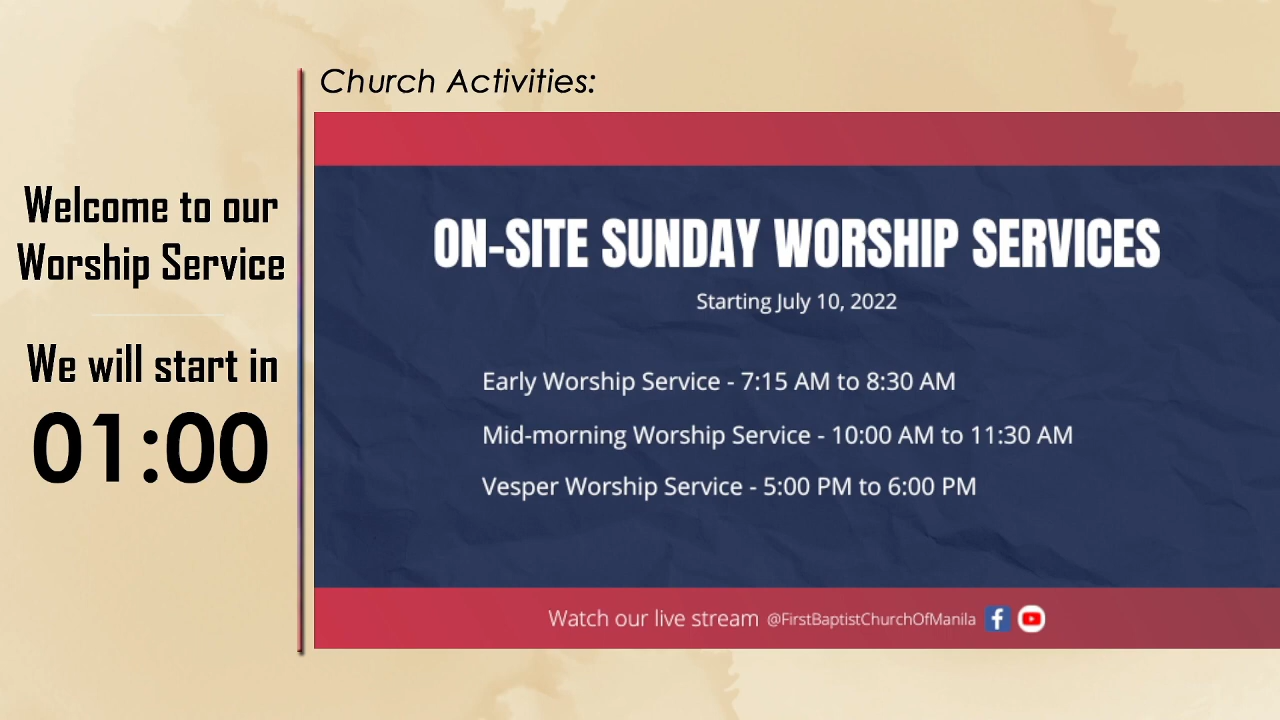 Welcome to our
Worship Service
We will start in
01:00
Church Activities:
ON-SITE SUNDAY WORSHIP SERVICES
Starting July 10, 2022
Early Worship Service - 7:15 AM to 8:30 AM
Mid-morning Worship Service - 10:00 AM to 11:30 AM
Vesper Worship Service - 5:00 PM to 6:00 PM
Watch our live stream @FirstBaptistChurchOfManila